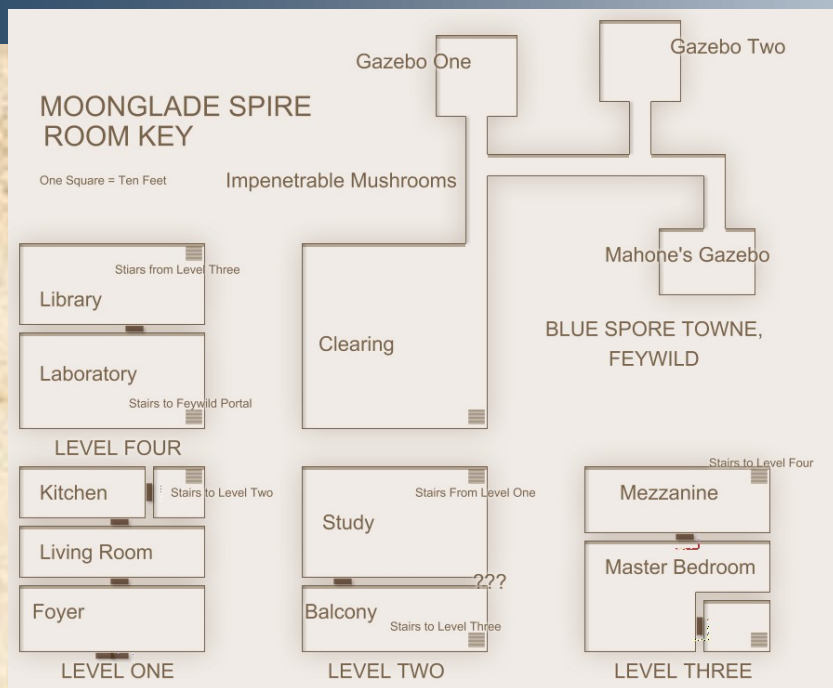 Gazebo One
Gazebo Two
MOONGLADE SPIRE
ROOM KEY
One Square = Ten Feet
Impenetrable Mushrooms
Mahone's Gazebo
BLUE SPORE TOWNE,
FEYWILD
Stiars from Level Three
Library
Laboratory
Stairs to Feywild Portal
LEVEL FOUR
Clearing
Kitchen
Stairs to Level Two
Living Room
Foyer
LEVEL ONE
Stairs From Level One
Study
???
Balcony
Stairs to Level Three
LEVEL TWO
Stairs to Level Four
Mezzanine
Master Bedroom
LEVEL THREE